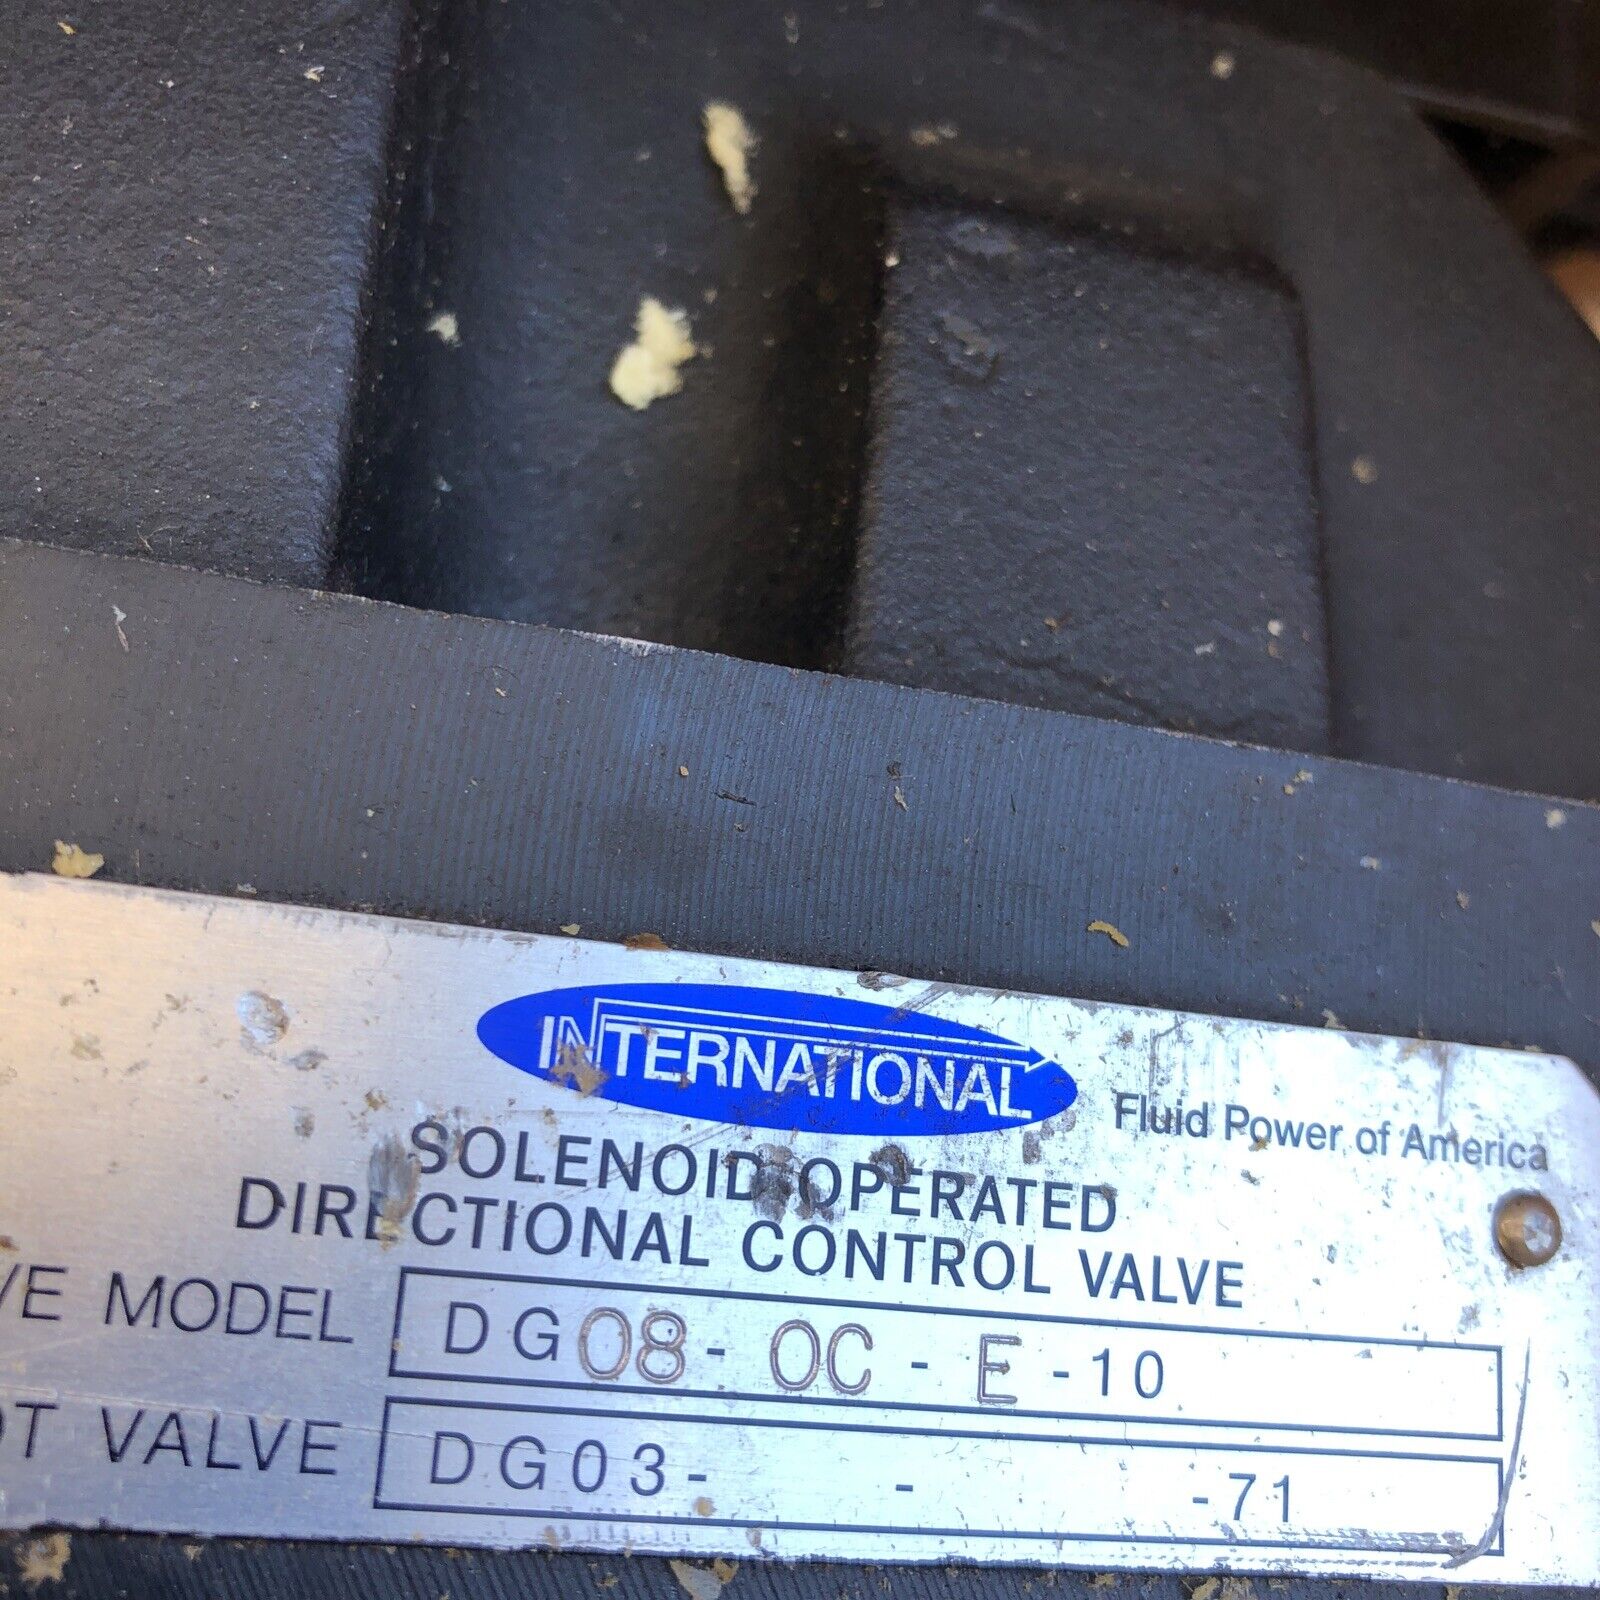 INTERNATIONAL
Fluid Power of America
SOLENOID OPERATED
DIRECTIONAL CONTROL VALVE
VE MODEL DG08-OC-E-10
OT VALVE DG03- - -71